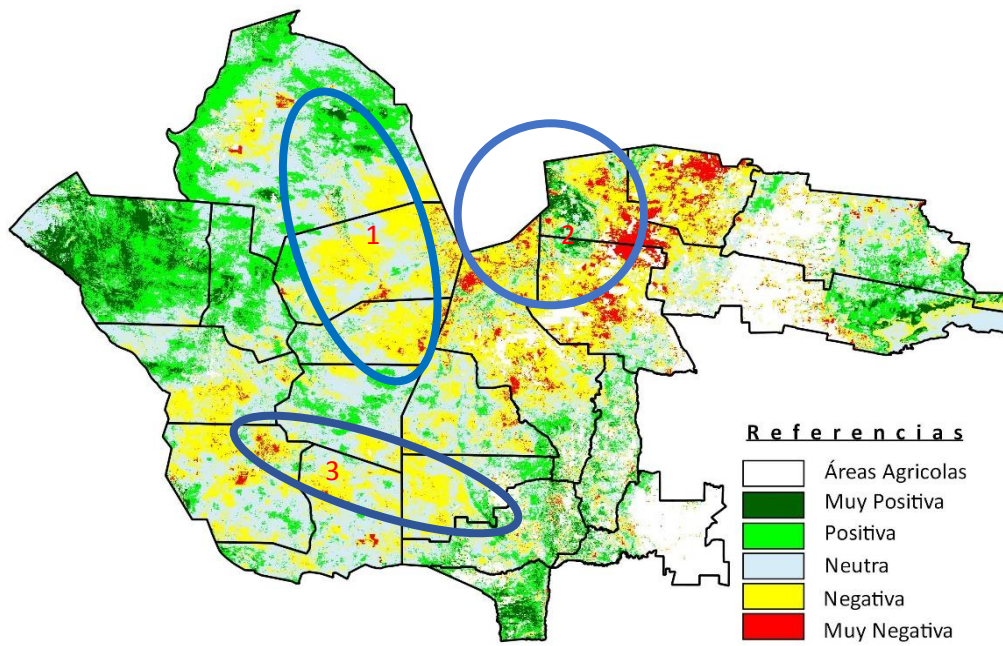 1
2
3
Referencias
Áreas Agricolas
Muy Positiva
Positiva
Neutra
Negativa
Muy Negativa